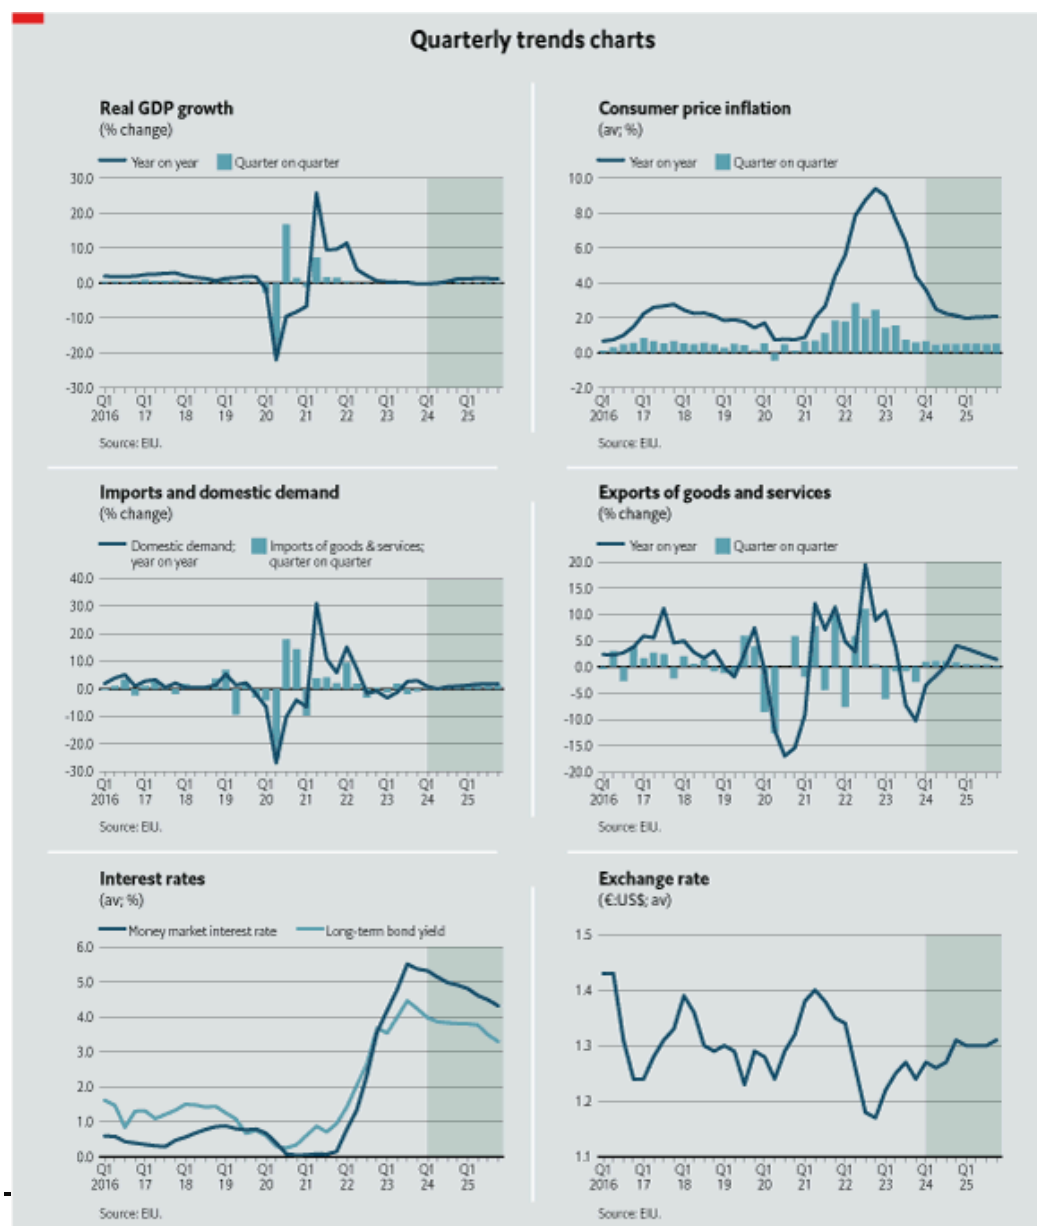 Quarterly trends charts
Real GDP growth
(% change)
Year on year Quarter on quarter
30.0
20.0
10.0
0.0
-10.0
-20.0
-30.0
Q1 Q1 Q1 Q1 Q1 Q1 Q1 Q1 Q1 Q1
2016 17 18 19 20 21 22 23 24 25
Source: EIU.
Consumer price inflation
(av; %)
Year on year Quarter on quarter
10.0
8.0
6.0
4.0
2.0
0.0
-2.0
Q1 Q1 Q1 Q1 Q1 Q1 Q1 Q1 Q1 Q1
2016 17 18 19 20 21 22 23 24 25
Source: EIU.
Imports and domestic demand
(% change)
Domestic demand; Imports of goods & services;
year on year quarter on quarter
40.0
30.0
20.0
10.0
0.0
-10.0
-20.0
-30.0
Q1 Q1 Q1 Q1 Q1 Q1 Q1 Q1 Q1 Q1
2016 17 18 19 20 21 22 23 24 25
Source: EIU.
Exports of goods and services
(% change)
Year on year Quarter on quarter
20.0
15.0
10.0
5.0
0.0
-5.0
-10.0
-15.0
-20.0
Q1 Q1 Q1 Q1 Q1 Q1 Q1 Q1 Q1 Q1
2016 17 18 19 20 21 22 23 24 25
Source: EIU.
Interest rates
(av; %)
Money market interest rate Long-term bond yield
6.0
5.0
4.0
3.0
2.0
1.0
0.0
Q1 Q1 Q1 Q1 Q1 Q1 Q1 Q1 Q1 Q1
2016 17 18 19 20 21 22 23 24 25
Source: EIU.
Exchange rate
(€:US$; av)
1.5
1.4
1.3
1.2
1.1
Q1 Q1 Q1 Q1 Q1 Q1 Q1 Q1 Q1 Q1
2016 17 18 19 20 21 22 23 24 25
Source: EIU.